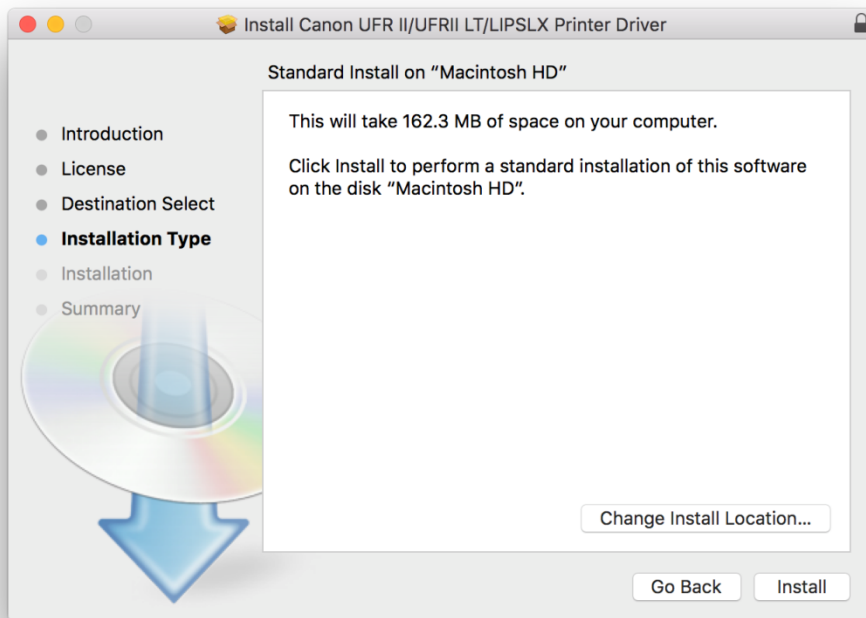 Install Canon UFR II/UFRII LT/LIPSLX Printer Driver
Standard Install on “Macintosh HD”
Introduction
License
Destination Select
Installation Type
Installation
Summary
This will take 162.3 MB of space on your computer.
Click Install to perform a standard installation of this software
on the disk “Macintosh HD”.
Change Install Location...
Go Back
Install